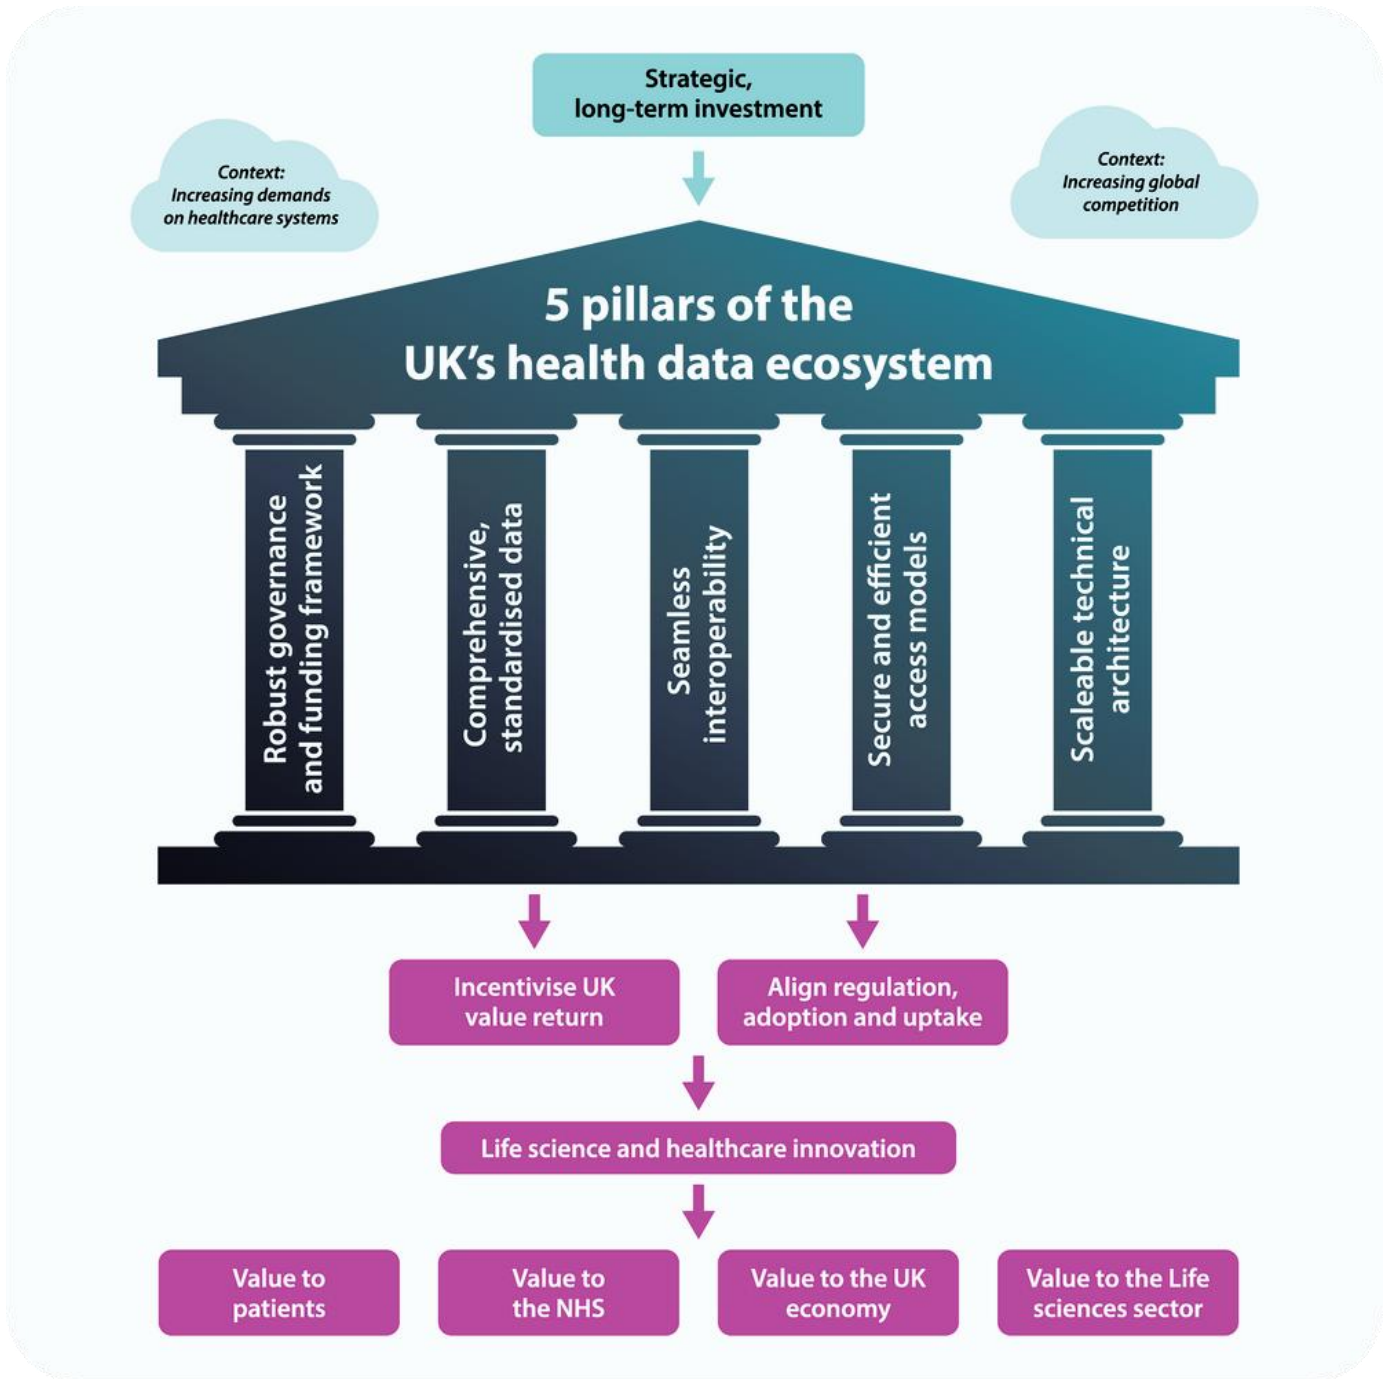 Strategic,
long-term investment
Context:
Increasing demands
on healthcare systems
Context:
Increasing global
competition
5 pillars of the
UK’s health data ecosystem
Robust governance
and funding framework
Comprehensive,
standardised data
Seamless
interoperability
Secure and efficient
access models
Scaleable technical
architecture
Incentivise UK
value return
Align regulation,
adoption and uptake
Life science and healthcare innovation
Value to
patients
Value to
the NHS
Value to the UK
economy
Value to the Life
sciences sector